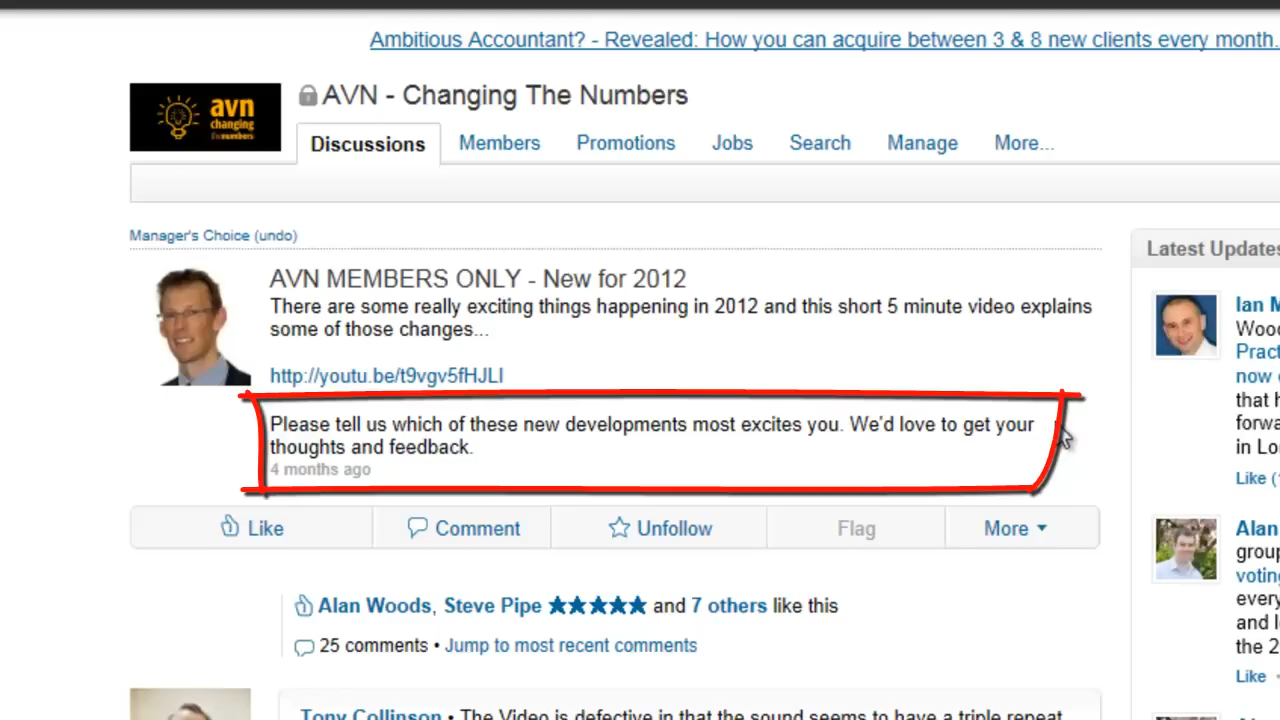 Ambitious Accountant? - Revealed: How you can acquire between 3 & 8 new clients every month.
avn
changing
the numbers
AVN - Changing The Numbers
Discussions Members Promotions Jobs Search Manage More...
Manager's Choice (undo)
AVN MEMBERS ONLY - New for 2012
There are some really exciting things happening in 2012 and this short 5 minute video explains
some of those changes...
http://youtu.be/t9vgv5fHJLI
Please tell us which of these new developments most excites you. We'd love to get your
thoughts and feedback.
4 months ago
Like Comment Unfollow Flag More
Alan Woods, Steve Pipe ★★★★★ and 7 others like this
25 comments • Jump to most recent comments
Tony Collinson • The Video is defective in that the sound seems to have a triple repeat
Latest Updates
Ian M
Wood
Pract
now
that h
forwa
in Lo
Like (1
Alan
group
voting
every
and l
the 2
Like